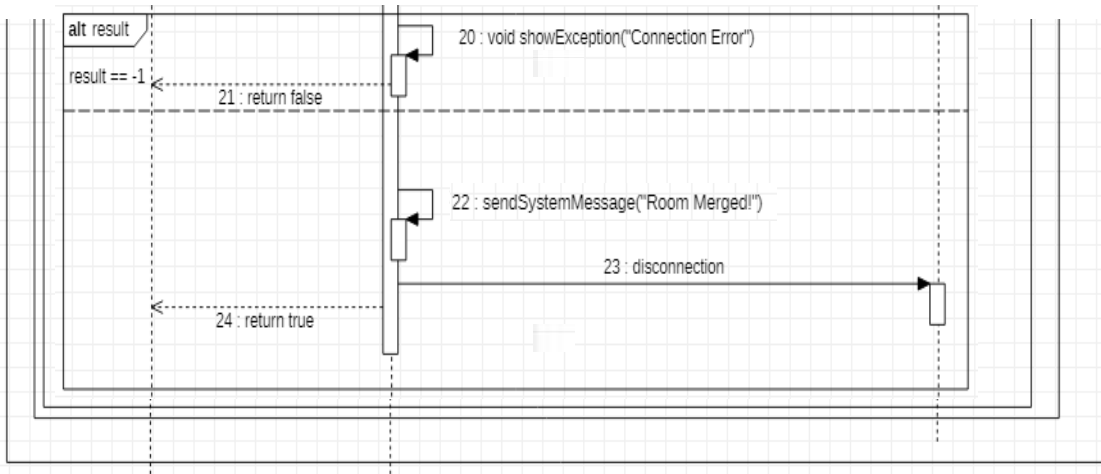 alt result
20 : void showException("Connection Error")
result == -1
21 : return false
22 : sendSystemMessage("Room Merged!")
23 : disconnection
24 : return true